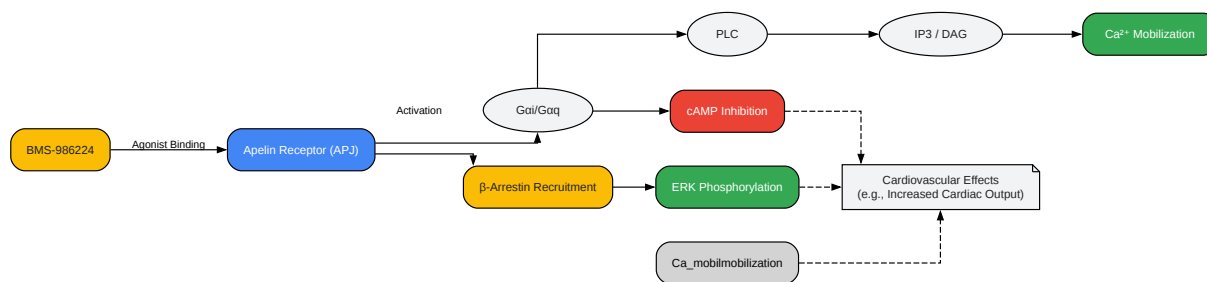 PLC
IP3 / DAG
Ca²⁺ Mobilization
Activation
Gαi/Gαq
cAMP Inhibition
BMS-986224
Agonist Binding
Apelin Receptor (APJ)
β-Arrestin Recruitment
ERK Phosphorylation
Cardiovascular Effects
(e.g., Increased Cardiac Output)
Ca_mobilmobilization